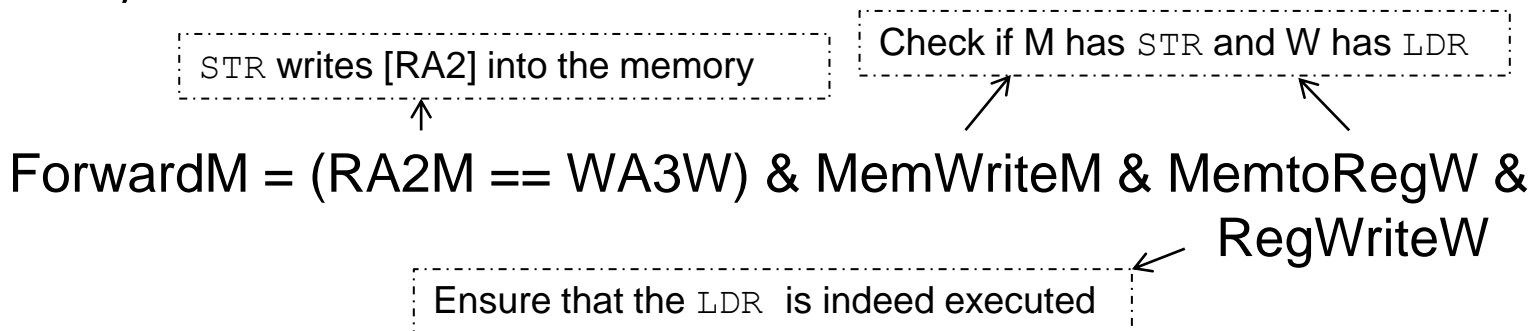 STR writes [RA2] into the memory
Check if M has STR and W has LDR
ForwardM = (RA2M == WA3W) & MemWriteM & MemtoRegW &
RegWriteW
Ensure that the LDR is indeed executed